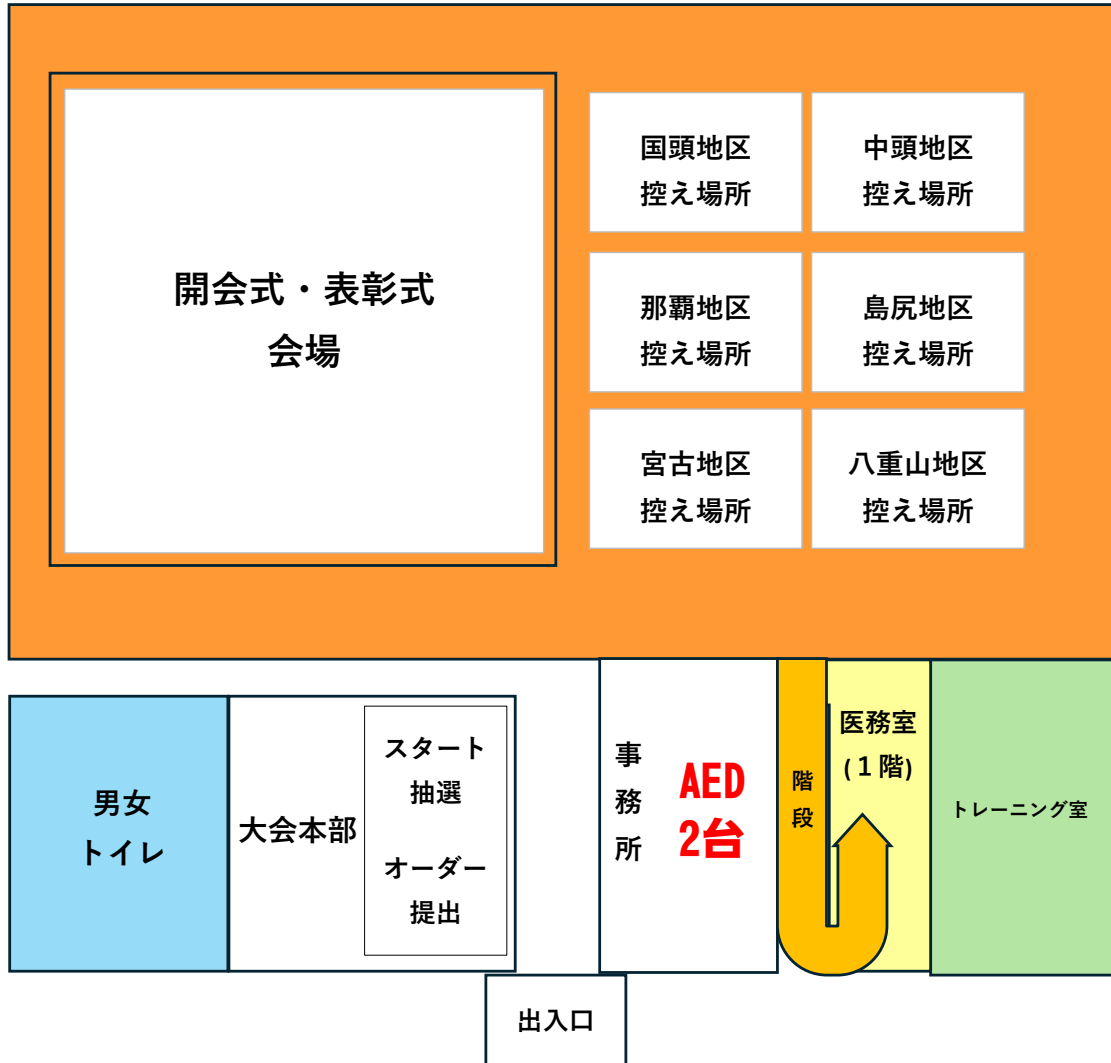 開会式・表彰式
会場
国頭地区
控え場所
中頭地区
控え場所
那覇地区
控え場所
島尻地区
控え場所
宮古地区
控え場所
八重山地区
控え場所
男女
トイレ
大会本部
スタート
抽選
オーダー
提出
事
務
所
AED
2台
階
段
医務室
(１階)
トレーニング室
出入口